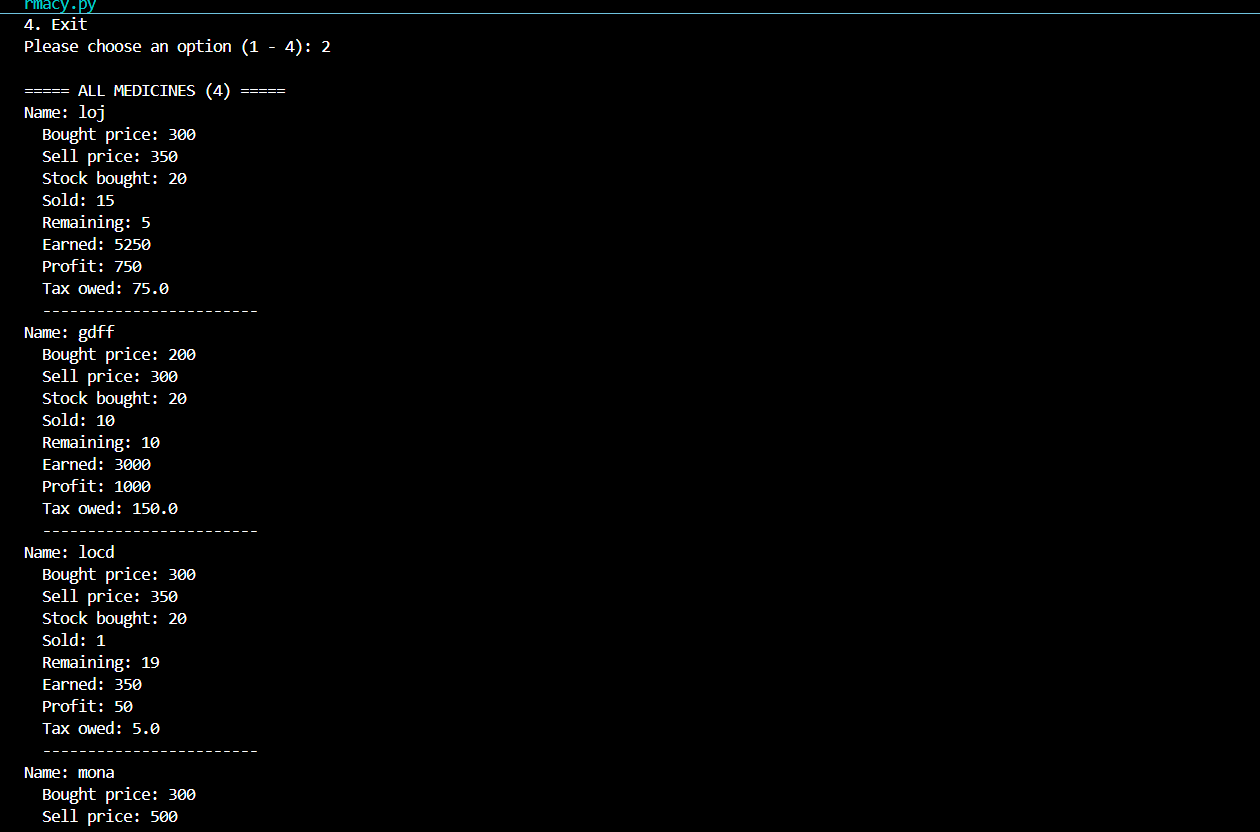 rmacy.py
4. Exit
Please choose an option (1 - 4): 2
===== ALL MEDICINES (4) =====
Name: loj
  Bought price: 300
  Sell price: 350
  Stock bought: 20
  Sold: 15
  Remaining: 5
  Earned: 5250
  Profit: 750
  Tax owed: 75.0
  ------------------------
Name: gdff
  Bought price: 200
  Sell price: 300
  Stock bought: 20
  Sold: 10
  Remaining: 10
  Earned: 3000
  Profit: 1000
  Tax owed: 150.0
  ------------------------
Name: locd
  Bought price: 300
  Sell price: 350
  Stock bought: 20
  Sold: 1
  Remaining: 19
  Earned: 350
  Profit: 50
  Tax owed: 5.0
  ------------------------
Name: mona
  Bought price: 300
  Sell price: 500